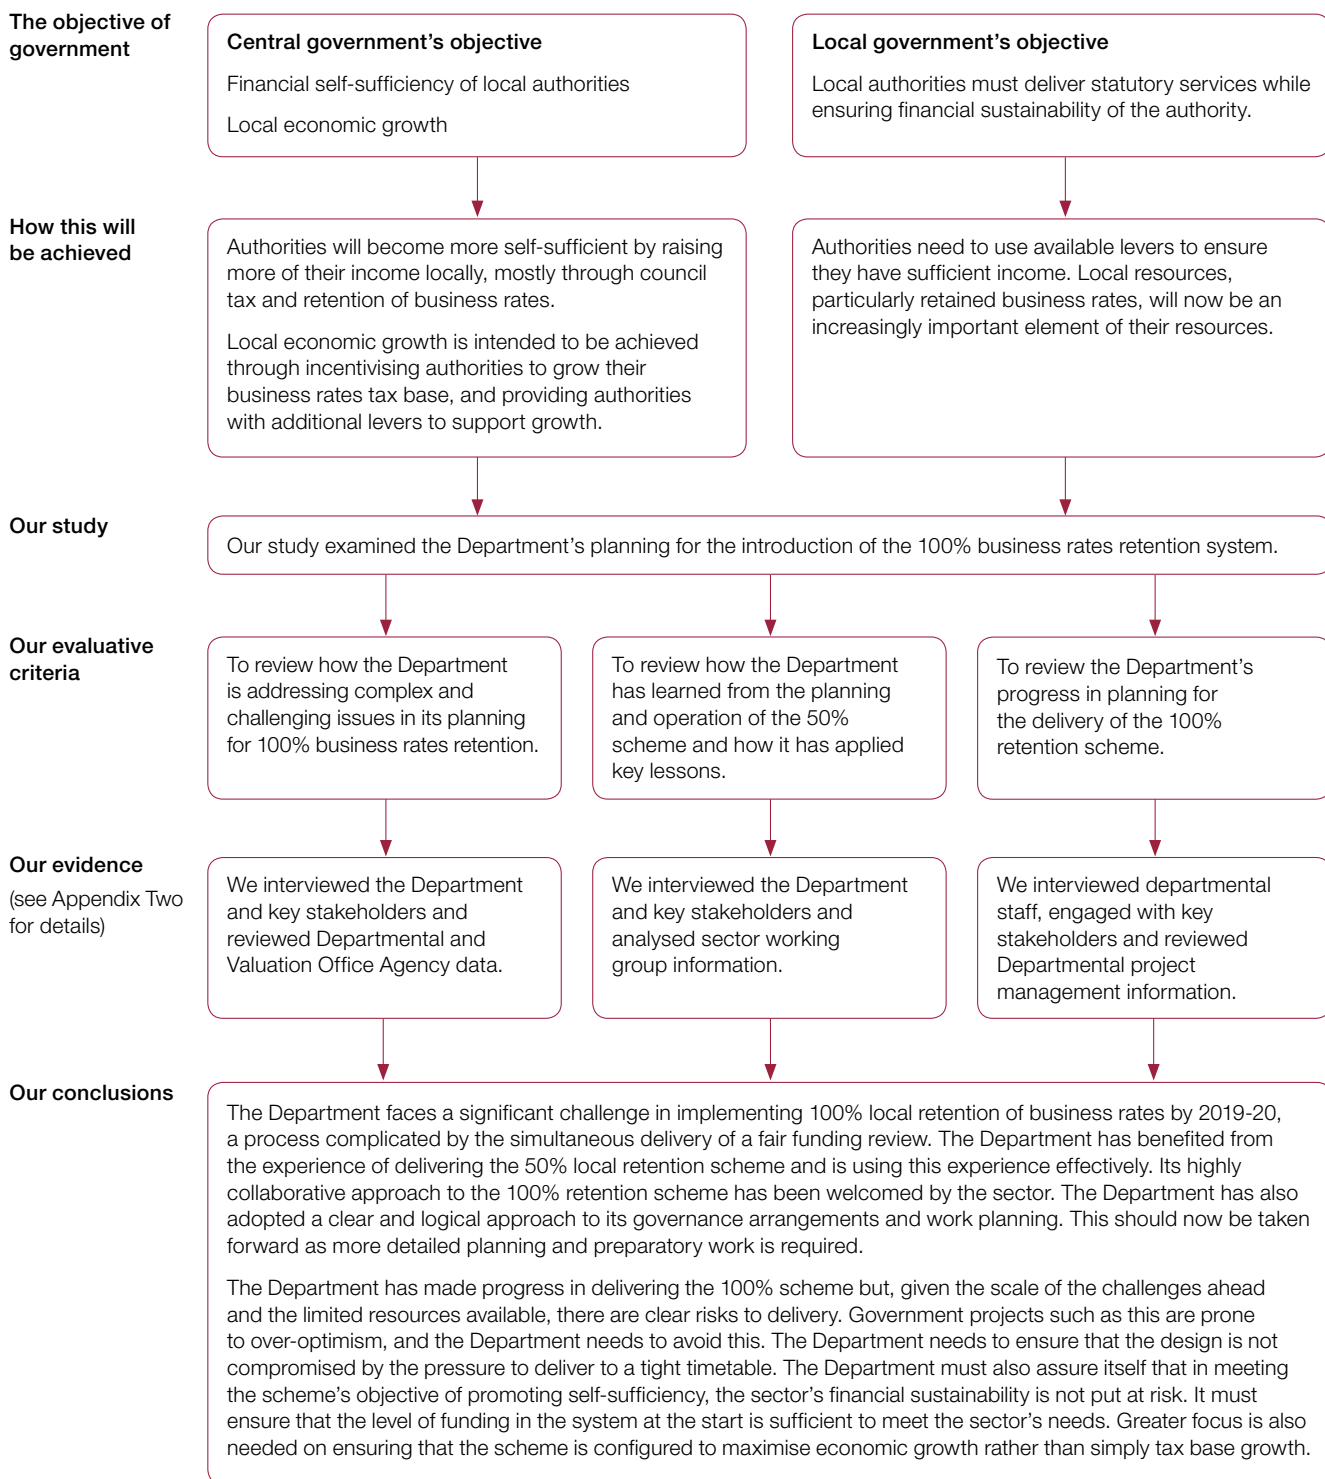 The objective of
government
Central government's objective
Financial self-sufficiency of local authorities
Local economic growth
Local government's objective
Local authorities must deliver statutory services while
ensuring financial sustainability of the authority.
How this will
be achieved
Authorities will become more self-sufficient by raising
more of their income locally, mostly through council
tax and retention of business rates.
Local economic growth is intended to be achieved
through incentivising authorities to grow their
business rates tax base, and providing authorities
with additional levers to support growth.
Authorities need to use available levers to ensure
they have sufficient income. Local resources,
particularly retained business rates, will now be an
increasingly important element of their resources.
Our study
Our study examined the Department's planning for the introduction of the 100% business rates retention system.
Our evaluative
criteria
To review how the Department
is addressing complex and
challenging issues in its planning
for 100% business rates retention.
To review how the Department
has learned from the planning
and operation of the 50%
scheme and how it has applied
key lessons.
To review the Department's
progress in planning for
the delivery of the 100%
retention scheme.
Our evidence
(see Appendix Two
for details)
We interviewed the Department
and key stakeholders and
reviewed Departmental and
Valuation Office Agency data.
We interviewed the Department
and key stakeholders and
analysed sector working
group information.
We interviewed departmental
staff, engaged with key
stakeholders and reviewed
Departmental project
management information.
Our conclusions
The Department faces a significant challenge in implementing 100% local retention of business rates by 2019-20,
a process complicated by the simultaneous delivery of a fair funding review. The Department has benefited from
the experience of delivering the 50% local retention scheme and is using this experience effectively. Its highly
collaborative approach to the 100% retention scheme has been welcomed by the sector. The Department has also
adopted a clear and logical approach to its governance arrangements and work planning. This should now be taken
forward as more detailed planning and preparatory work is required.
The Department has made progress in delivering the 100% scheme but, given the scale of the challenges ahead
and the limited resources available, there are clear risks to delivery. Government projects such as this are prone
to over-optimism, and the Department needs to avoid this. The Department needs to ensure that the design is not
compromised by the pressure to deliver to a tight timetable. The Department must also assure itself that in meeting
the scheme's objective of promoting self-sufficiency, the sector's financial sustainability is not put at risk. It must
ensure that the level of funding in the system at the start is sufficient to meet the sector's needs. Greater focus is also
needed on ensuring that the scheme is configured to maximise economic growth rather than simply tax base growth.